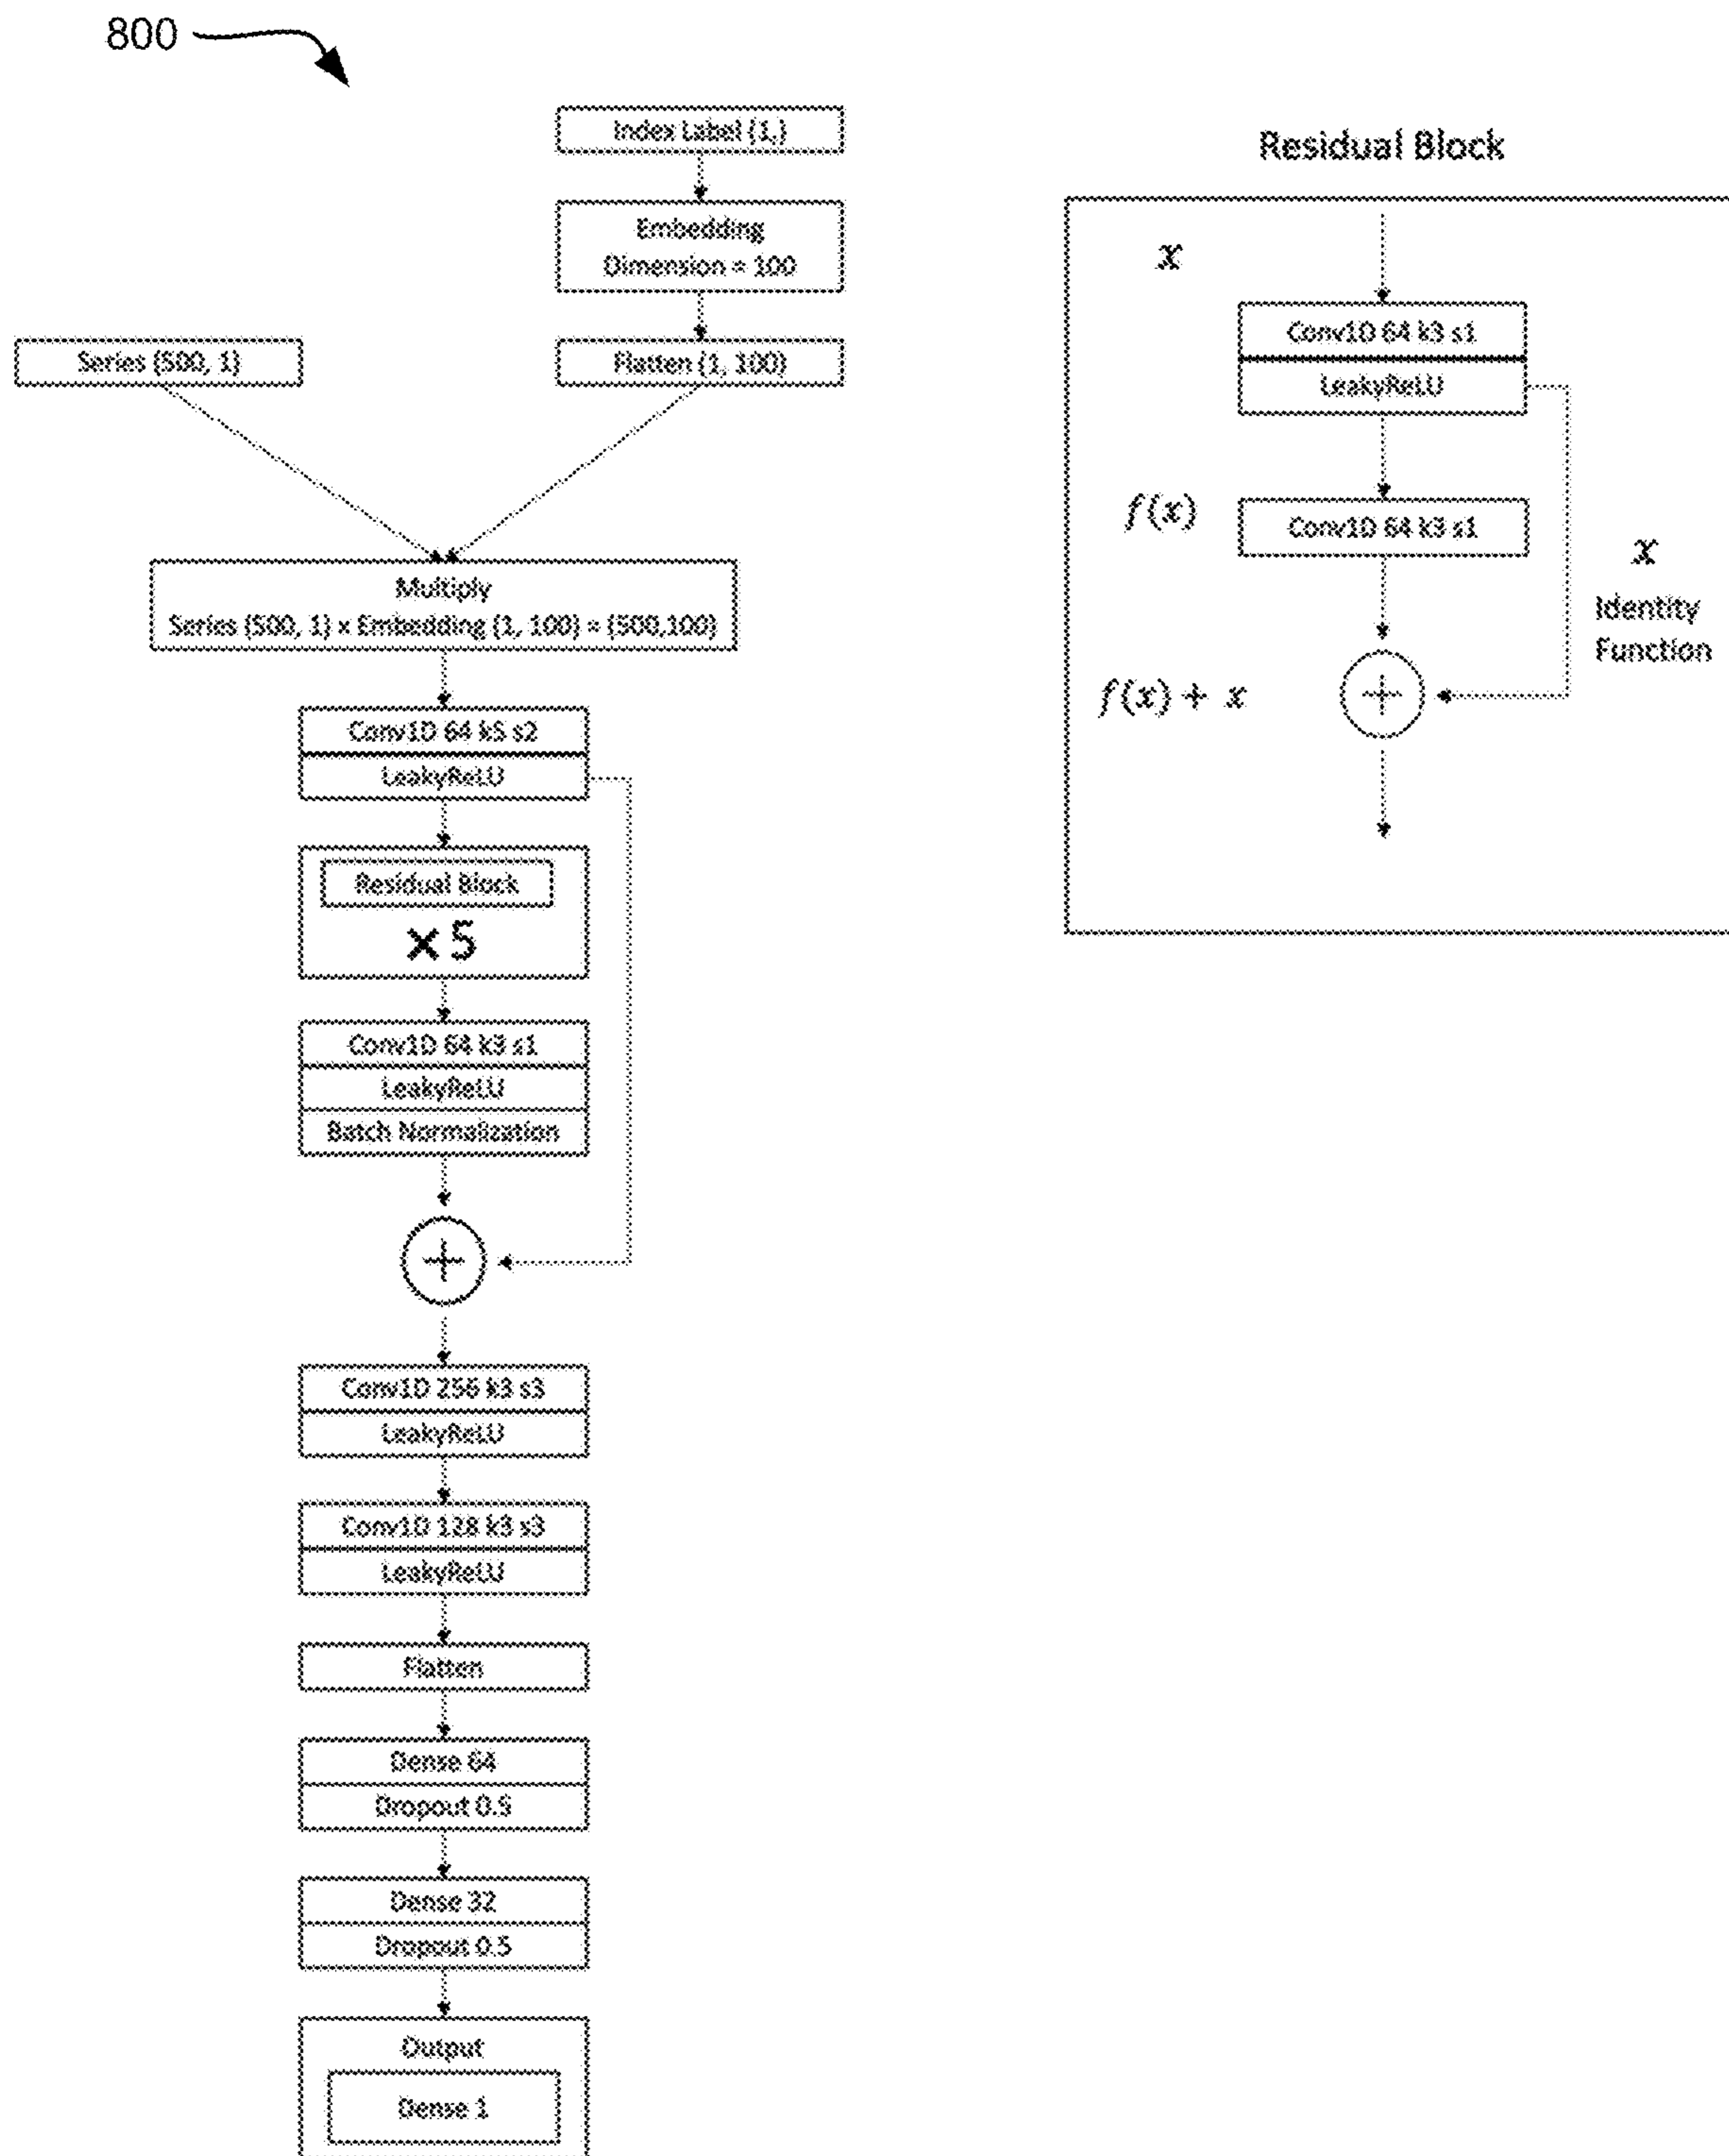 800
Index Label (1,)
Embedding
Dimension = 100
Series (500, 1)
Flatten (1, 100)
Multiply
Series (500, 1) x Embedding (1, 100) = (500,100)
Conv1D 64 k5 s2
LeakyReLU
Residual Block
× 5
Conv1D 64 k3 s1
LeakyReLU
Batch Normalization
+
Conv1D 256 k3 s3
LeakyReLU
Conv1D 128 k3 s3
LeakyReLU
Flatten
Dense 64
Dropout 0.5
Dense 32
Dropout 0.5
Output
Dense 1
Residual Block
x
Conv1D 64 k3 s1
LeakyReLU
f(x)
Conv1D 64 k3 s1
x
Identity
Function
f(x) + x
+